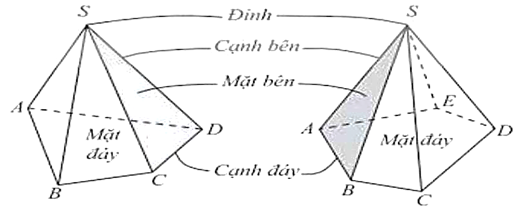 S Đỉnh S
Cạnh bên
Mặt bên
A E
D A D
Mặt đáy Mặt đáy
Cạnh đáy
B C B C